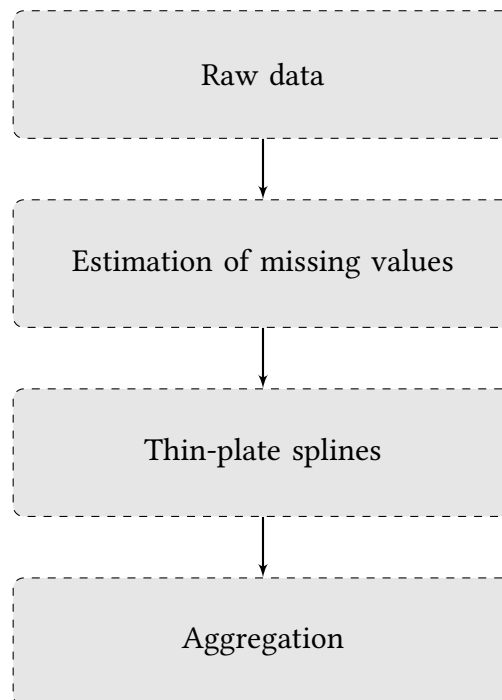 Raw data
Estimation of missing values
Thin-plate splines
Aggregation